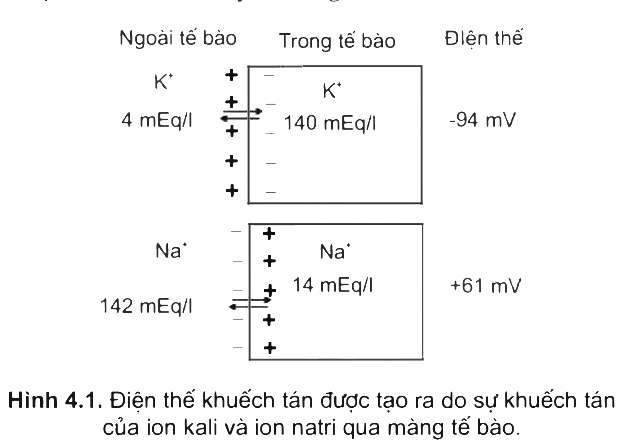 Ngoài tế bào Trong tế bào Điện thế
K⁺ K⁺
4 mEq/l 140 mEq/l -94 mV
Na⁺ Na⁺
142 mEq/l 14 mEq/l +61 mV
Hình 4.1. Điện thế khuếch tán được tạo ra do sự khuếch tán
của ion kali và ion natri qua màng tế bào.